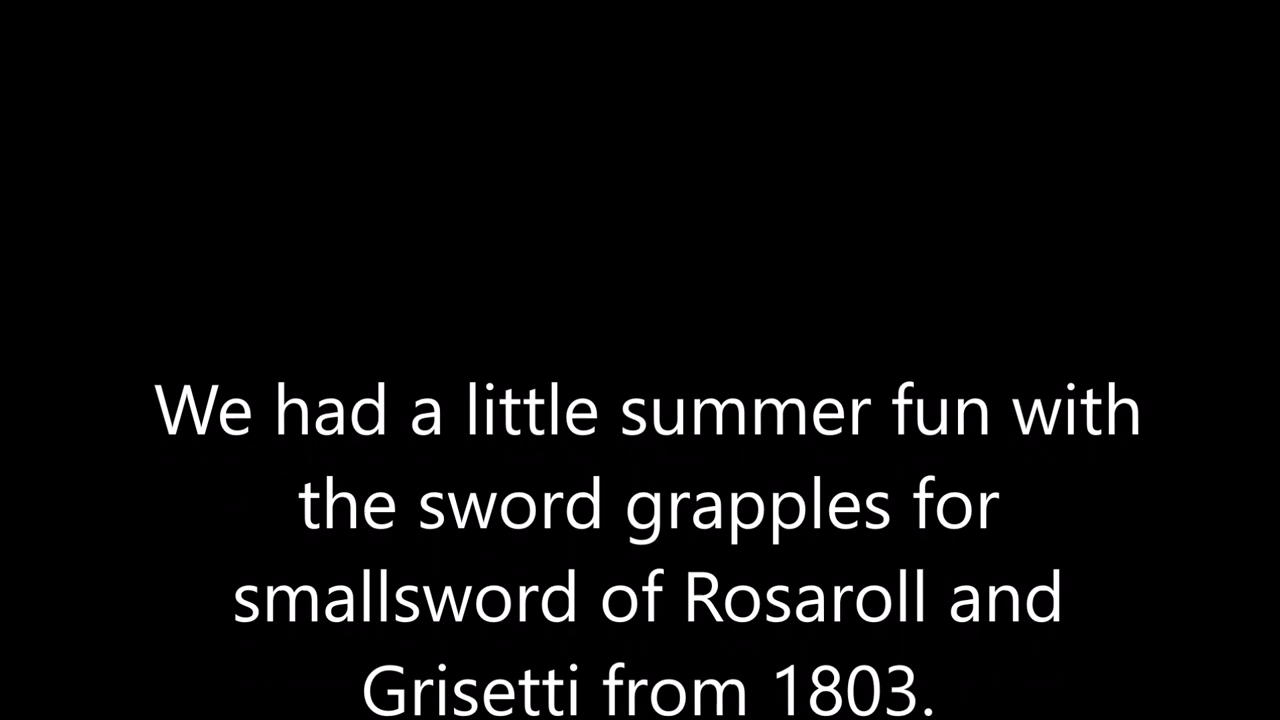 We had a little summer fun with
the sword grapples for
smallsword of Rosaroll and
Grisetti from 1803.